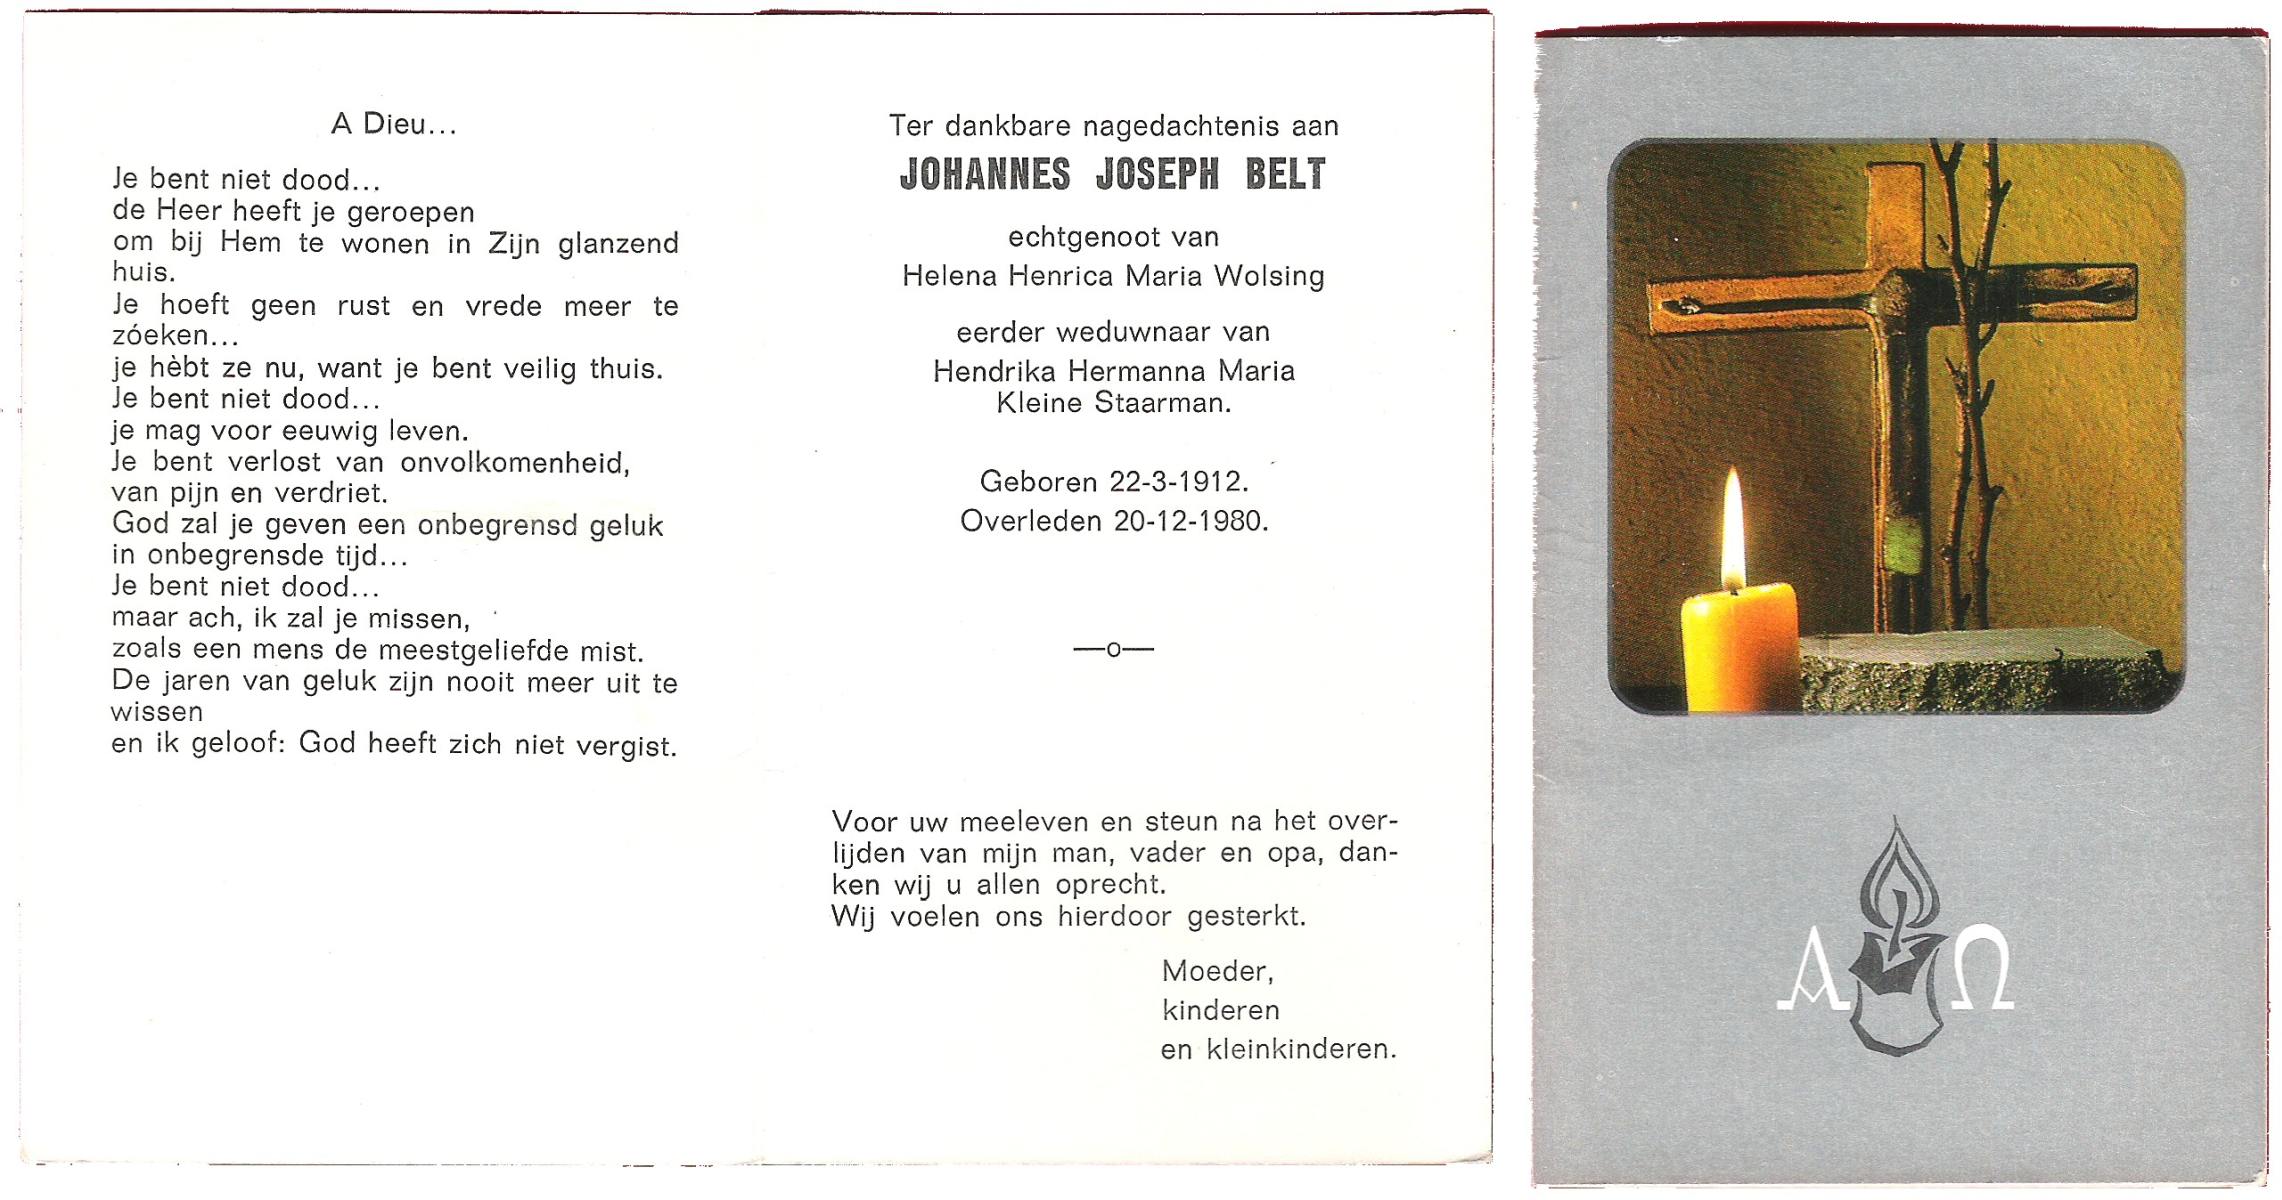 A Dieu...
Je bent niet dood...
de Heer heeft je geroepen
om bij Hem te wonen in Zijn glanzend
huis.
Je hoeft geen rust en vrede meer te
zóeken...
je hèbt ze nu, want je bent veilig thuis.
Je bent niet dood...
je mag voor eeuwig leven.
Je bent verlost van onvolkomenheid,
van pijn en verdriet.
God zal je geven een onbegrensd geluk
in onbegrensde tijd...
Je bent niet dood...
maar ach, ik zal je missen,
zoals een mens de meestgeliefde mist.
De jaren van geluk zijn nooit meer uit te
wissen
en ik geloof: God heeft zich niet vergist.
Ter dankbare nagedachtenis aan
JOHANNES JOSEPH BELT
echtgenoot van
Helena Henrica Maria Wolsing
eerder weduwnaar van
Hendrika Hermanna Maria
Kleine Staarman.
Geboren 22-3-1912.
Overleden 20-12-1980.
—o—
Voor uw meeleven en steun na het over-
lijden van mijn man, vader en opa, dan-
ken wij u allen oprecht.
Wij voelen ons hierdoor gesterkt.
Moeder,
kinderen
en kleinkinderen.
Α Ω